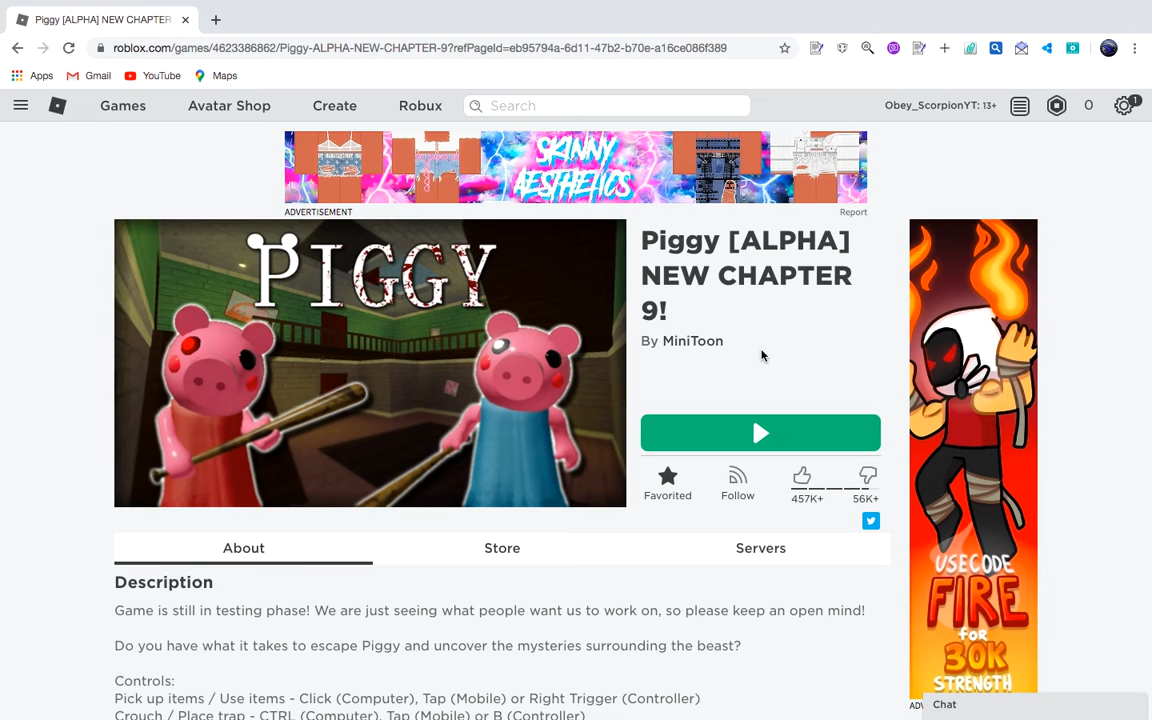 Piggy [ALPHA] NEW CHAPTER
roblox.com/games/4623386862/Piggy-ALPHA-NEW-CHAPTER-9?refPageId=eb95794a-6d11-47b2-b70e-a16ce086f389
Apps Gmail YouTube Maps
Games Avatar Shop Create Robux Search Obey_ScorpionYT: 13+ 0 1
SKINNY
AESTHETICS
ADVERTISEMENT Report
PIGGY
Piggy [ALPHA]
NEW CHAPTER
9!
By MiniToon
Favorited Follow 457K+ 56K+
About Store Servers
Description
Game is still in testing phase! We are just seeing what people want us to work on, so please keep an open mind!
Do you have what it takes to escape Piggy and uncover the mysteries surrounding the beast?
Controls:
Pick up items / Use items - Click (Computer), Tap (Mobile) or Right Trigger (Controller)
Crouch / Place trap - CTRL (Computer), Tap (Mobile) or B (Controller)
USE CODE
FIRE
FOR
30K
STRENGTH
ADV
Chat